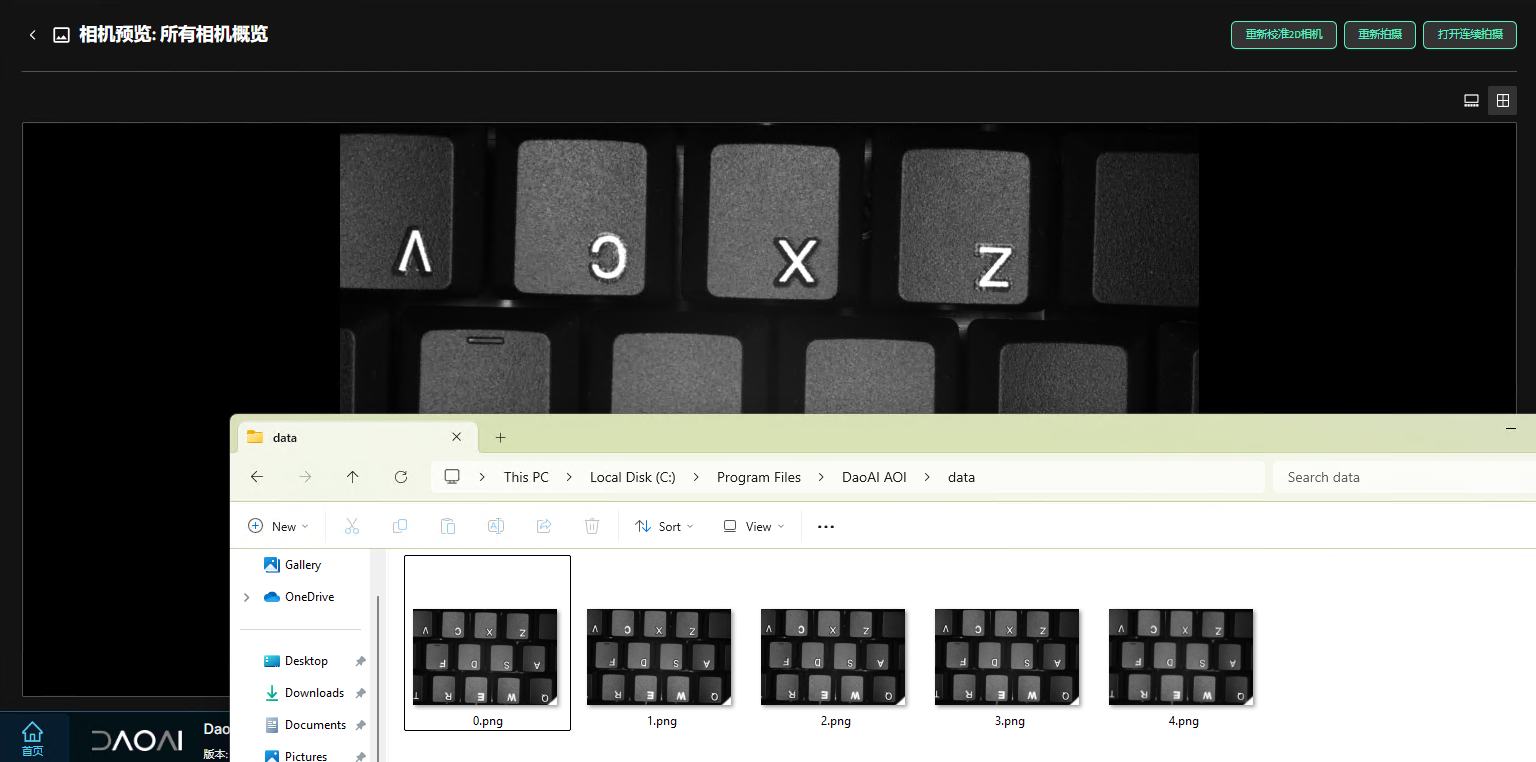 相机预览: 所有相机概览
重新校准2D相机
重新拍摄
打开连续拍摄
V C X Z
data
This PC > Local Disk (C:) > Program Files > DaoAI AOI > data
Search data
New
Sort
View
Gallery
OneDrive
Desktop
Downloads
Documents
Pictures
V C X Z
F D S A
T R E W Q
0.png
V C X Z
F D S A
R E W Q
1.png
V C X Z
F D S A
R E W Q
2.png
V C X Z
F D S A
R E W Q
3.png
V C X Z
F D S A
T R E W Q
4.png
首页
DAOAI
Dao
版本: